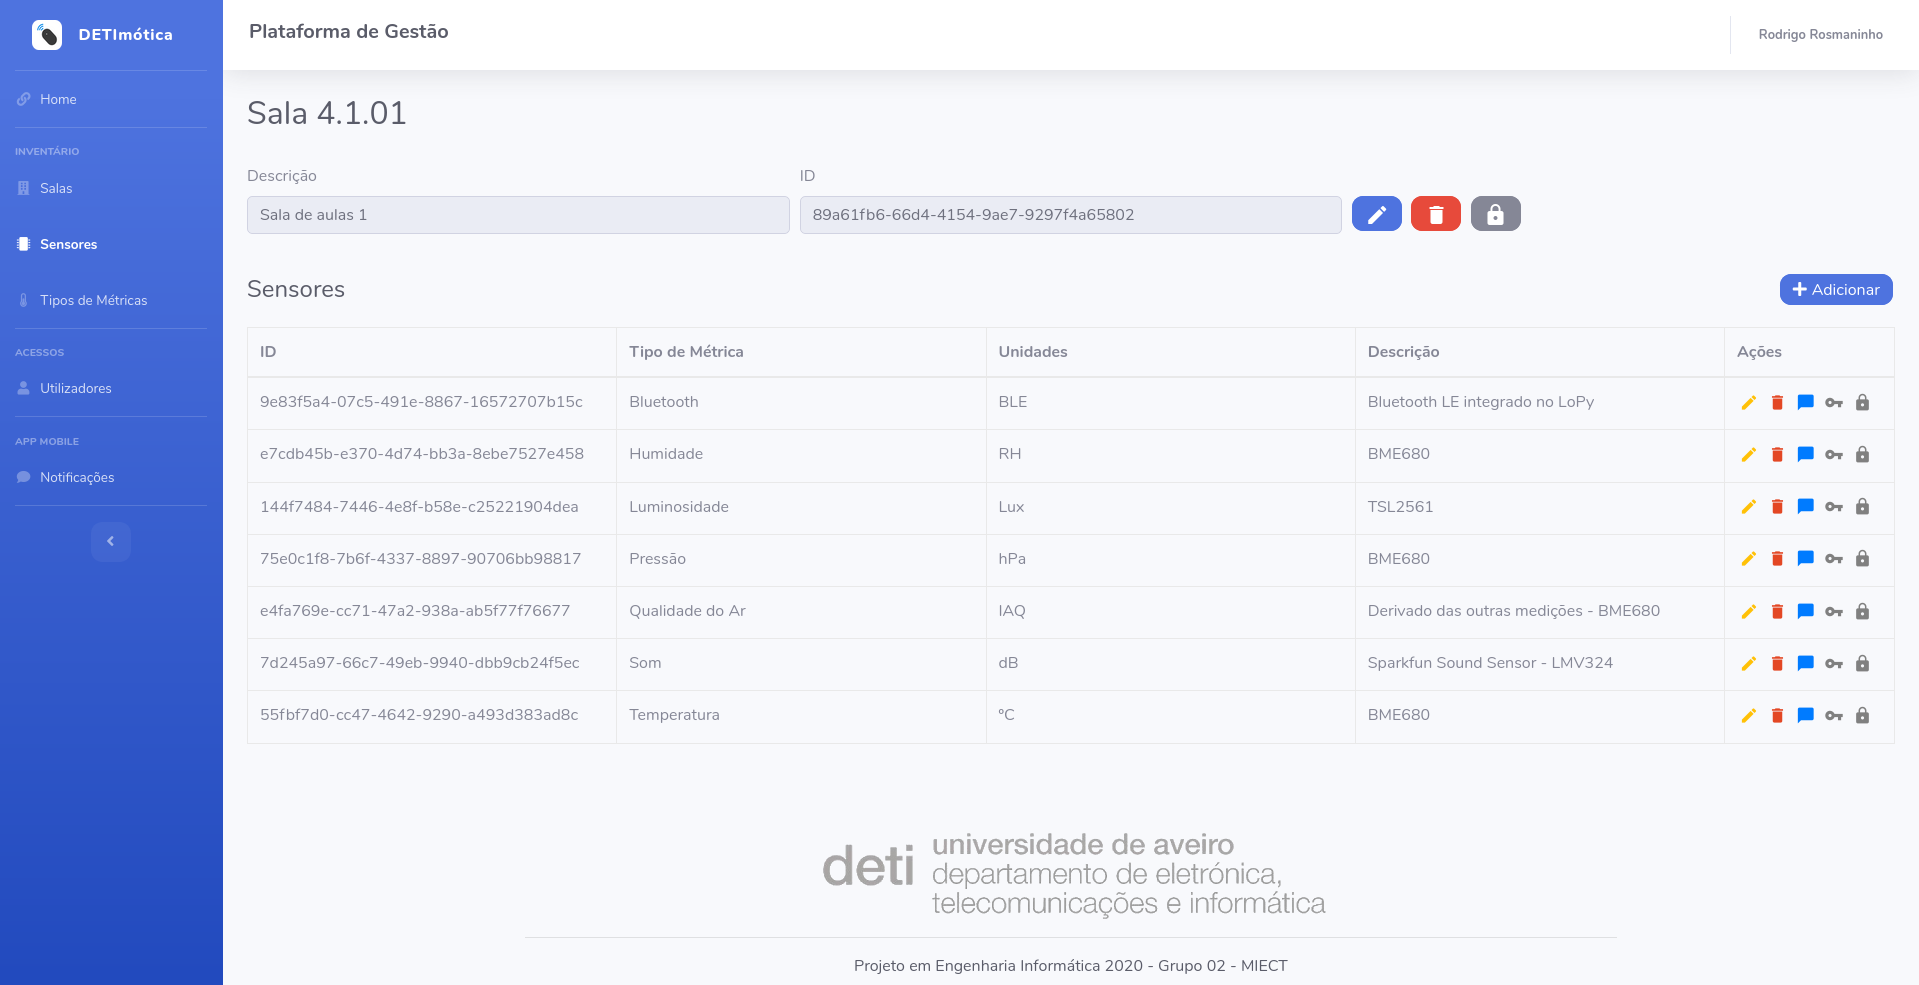 DETImótica
Plataforma de Gestão
Rodrigo Rosmaninho
Home
INVENTÁRIO
Salas
Sensores
Tipos de Métricas
ACESSOS
Utilizadores
APP MOBILE
Notificações
Sala 4.1.01
Descrição ID
Sala de aulas 1 89a61fb6-66d4-4154-9ae7-9297f4a65802
Sensores
Adicionar
ID Tipo de Métrica Unidades Descrição Ações
9e83f5a4-07c5-491e-8867-16572707b15c Bluetooth BLE Bluetooth LE integrado no LoPy
e7cdb45b-e370-4d74-bb3a-8ebe7527e458 Humidade RH BME680
144f7484-7446-4e8f-b58e-c25221904dea Luminosidade Lux TSL2561
75e0c1f8-7b6f-4337-8897-90706bb98817 Pressão hPa BME680
e4fa769e-cc71-47a2-938a-ab5f77f76677 Qualidade do Ar IAQ Derivado das outras medições - BME680
7d245a97-66c7-49eb-9940-dbb9cb24f5ec Som dB Sparkfun Sound Sensor - LMV324
55fbf7d0-cc47-4642-9290-a493d383ad8c Temperatura ºC BME680
deti
universidade de aveiro
departamento de eletrónica,
telecomunicações e informática
Projeto em Engenharia Informática 2020 - Grupo 02 - MIECT